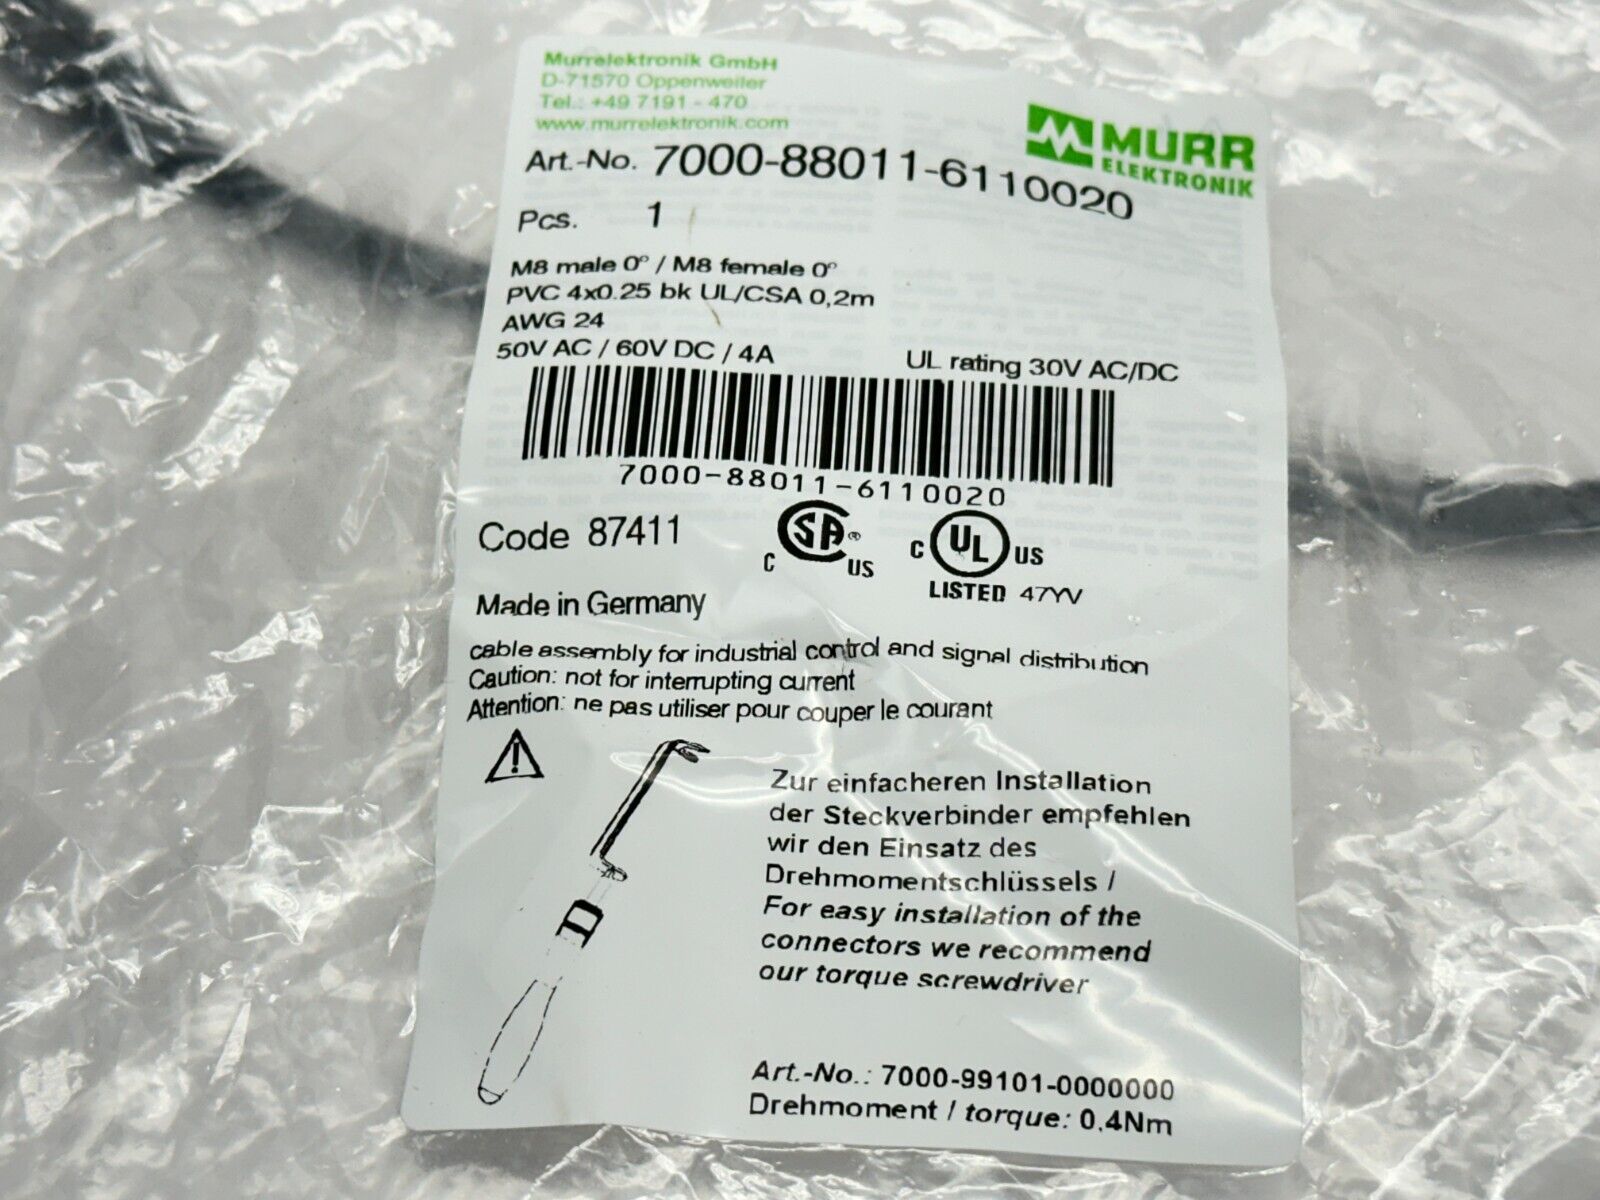 Murrelektronik GmbH
D-71570 Oppenweiler
Tel.: +49 7191 - 470
www.murrelektronik.com
MURR
ELEKTRONIK
Art.-No. 7000-88011-6110020
Pcs. 1
M8 male 0° / M8 female 0°
PVC 4x0.25 bk UL/CSA 0,2m
AWG 24
50V AC / 60V DC / 4A UL rating 30V AC/DC
7000-88011-6110020
Code 87411
C SA ® US
C UL US
LISTED 47YV
Made in Germany
cable assembly for industrial control and signal distribution
Caution: not for interrupting current
Attention: ne pas utiliser pour couper le courant
Zur einfacheren Installation
der Steckverbinder empfehlen
wir den Einsatz des
Drehmomentschlüssels /
For easy installation of the
connectors we recommend
our torque screwdriver
Art.-No.: 7000-99101-0000000
Drehmoment / torque: 0,4Nm